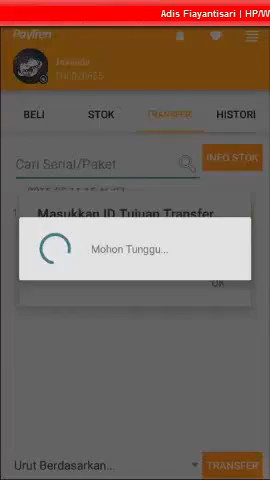 Adis Fiayantisari | HP/W
PayTren
BELI STOK TRANSFER HISTORI
Cari Serial/Paket INFO STOK
Masukkan ID Tujuan Transfer
Mohon Tunggu...
OK
Urut Berdasarkan... TRANSFER